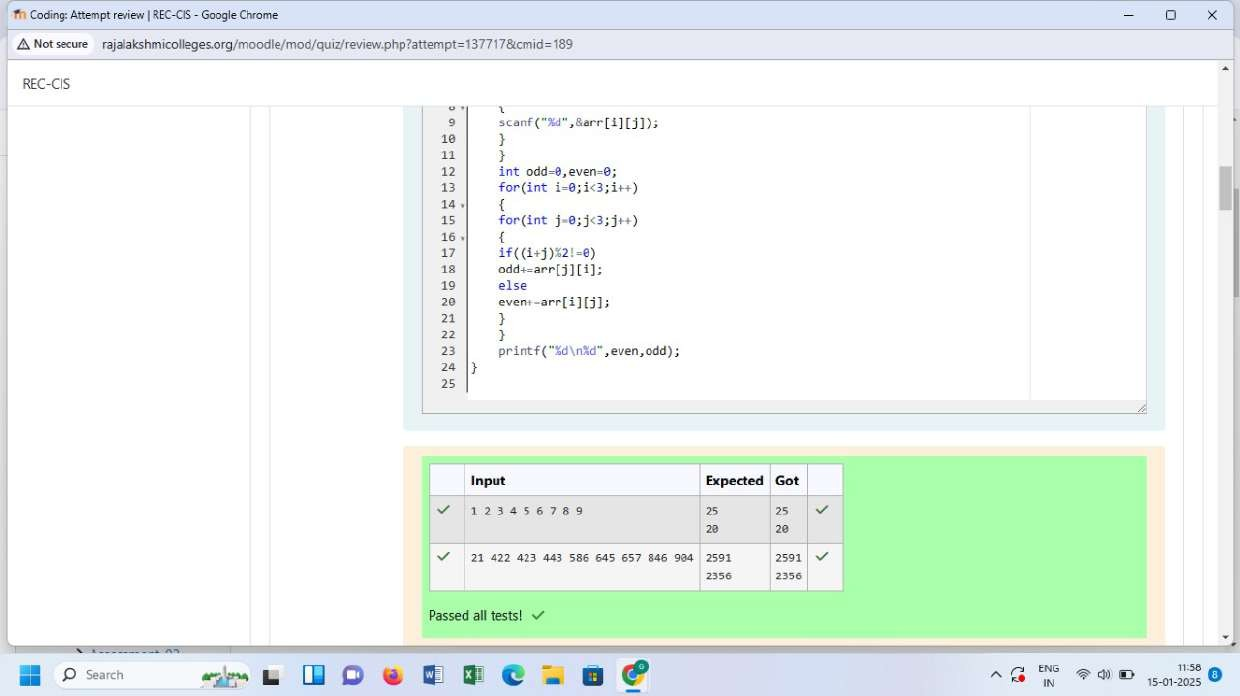 Coding: Attempt review | REC-CIS - Google Chrome
Not secure rajalakshmicolleges.org/moodle/mod/quiz/review.php?attempt=137717&cmid=189
REC-CIS
8 {
9 scanf("%d",&arr[i][j]);
10 }
11 }
12 int odd=0,even=0;
13 for(int i=0;i<3;i++)
14 {
15 for(int j=0;j<3;j++)
16 {
17 if((i+j)%2!=0)
18 odd+=arr[j][i];
19 else
20 even+=arr[i][j];
21 }
22 }
23 printf("%d\n%d",even,odd);
24 }
25
Input Expected Got
1 2 3 4 5 6 7 8 9 25 25
20 20
21 422 423 443 586 645 657 846 904 2591 2591
2356 2356
Passed all tests!
Search
ENG 11:58
IN 15-01-2025 8